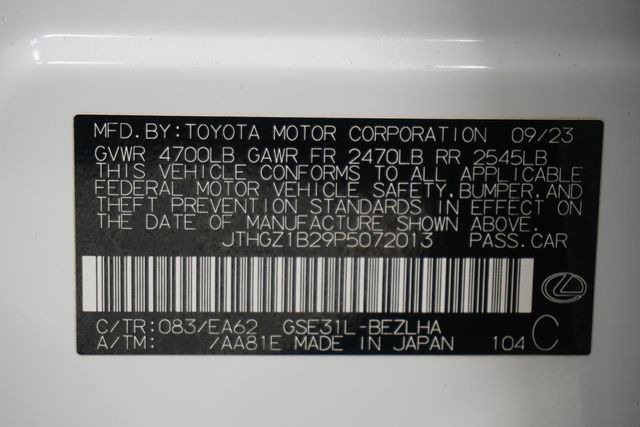 MFD.BY:TOYOTA MOTOR CORPORATION 09/23
GVWR 4700LB GAWR FR 2470LB RR 2545LB
THIS VEHICLE CONFORMS TO ALL APPLICABLE
FEDERAL MOTOR VEHICLE SAFETY,BUMPER,AND
THEFT PREVENTION STANDARDS IN EFFECT ON
THE DATE OF MANUFACTURE SHOWN ABOVE.
JTHGZ1B29P5072013 PASS.CAR
C/TR:083/EA62 GSE31L-BEZLHA
A/TM: /AA81E MADE IN JAPAN 104 C